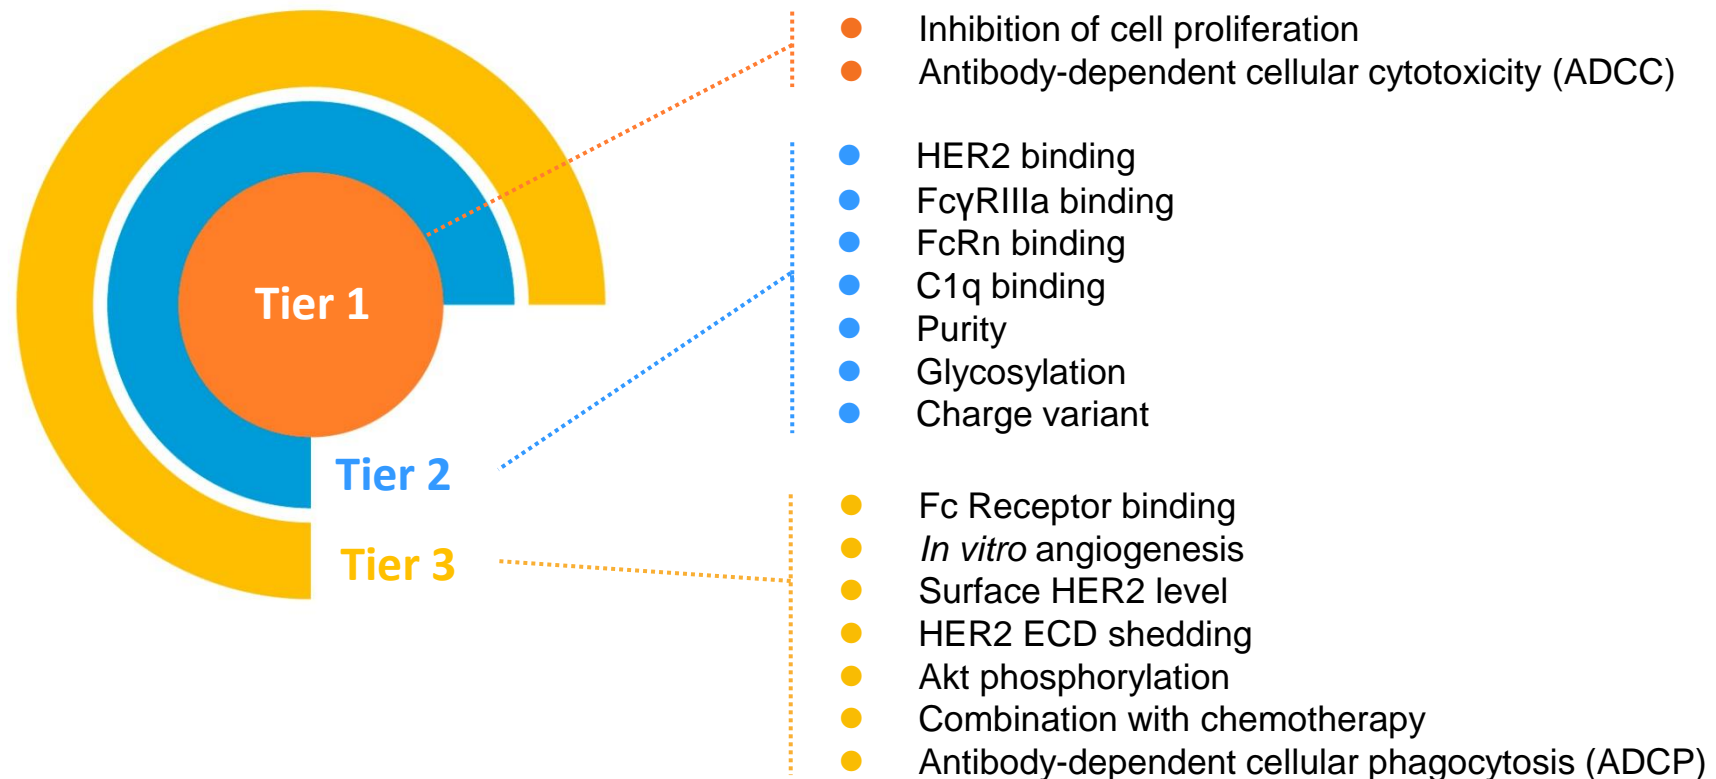 Inhibition of cell proliferation
Antibody-dependent cellular cytotoxicity (ADCC)
HER2 binding
FcγRIIIa binding
FcRn binding
C1q binding
Purity
Glycosylation
Charge variant
Tier 1
Tier 2
Tier 3
Fc Receptor binding
In vitro angiogenesis
Surface HER2 level
HER2 ECD shedding
Akt phosphorylation
Combination with chemotherapy
Antibody-dependent cellular phagocytosis (ADCP)